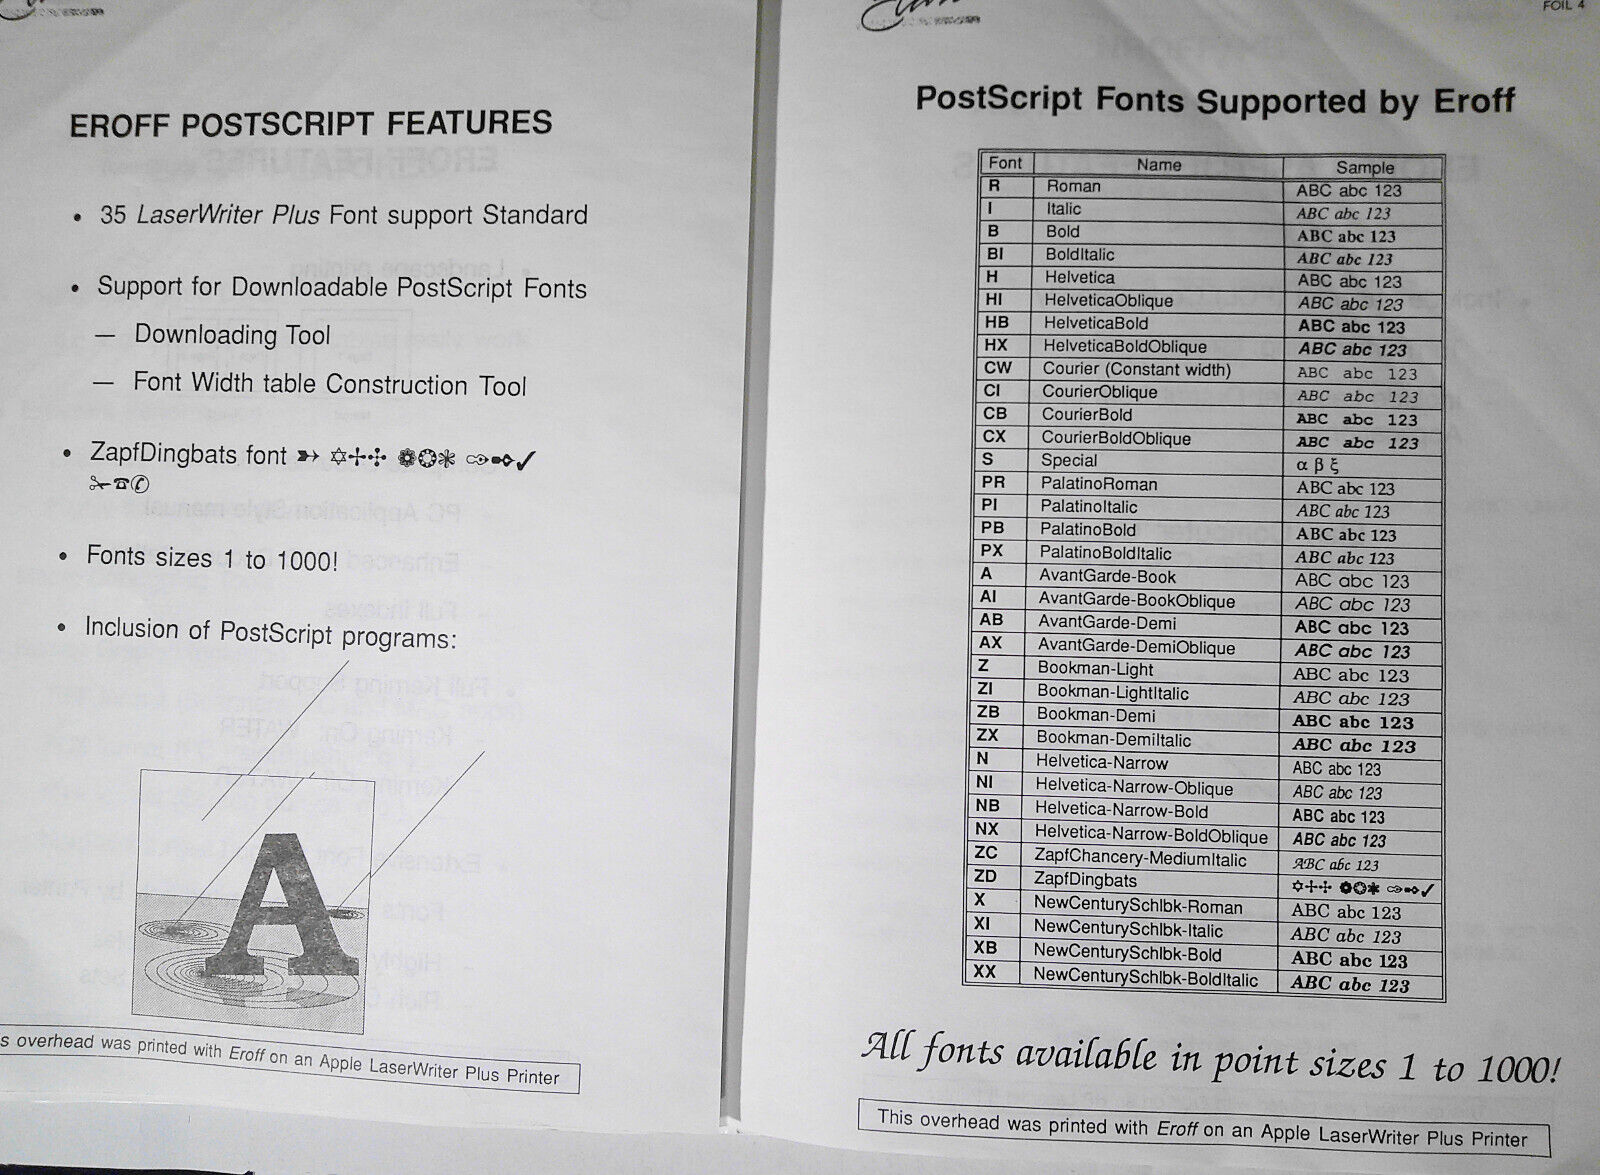 EROFF POSTSCRIPT FEATURES
• 35 LaserWriter Plus Font support Standard
• Support for Downloadable PostScript Fonts
— Downloading Tool
— Font Width table Construction Tool
• ZapfDingbats font ➳ ✡✢✣ ❁❂❃ ✑✒✓
✃☎✆
• Fonts sizes 1 to 1000!
• Inclusion of PostScript programs:
A
s overhead was printed with Eroff on an Apple LaserWriter Plus Printer
FOIL 4
PostScript Fonts Supported by Eroff
Font Name Sample
R Roman ABC abc 123
I Italic ABC abc 123
B Bold ABC abc 123
BI BoldItalic ABC abc 123
H Helvetica ABC abc 123
HI HelveticaOblique ABC abc 123
HB HelveticaBold ABC abc 123
HX HelveticaBoldOblique ABC abc 123
CW Courier (Constant width) ABC abc 123
CI CourierOblique ABC abc 123
CB CourierBold ABC abc 123
CX CourierBoldOblique ABC abc 123
S Special α β ξ
PR PalatinoRoman ABC abc 123
PI PalatinoItalic ABC abc 123
PB PalatinoBold ABC abc 123
PX PalatinoBoldItalic ABC abc 123
A AvantGarde-Book ABC abc 123
AI AvantGarde-BookOblique ABC abc 123
AB AvantGarde-Demi ABC abc 123
AX AvantGarde-DemiOblique ABC abc 123
Z Bookman-Light ABC abc 123
ZI Bookman-LightItalic ABC abc 123
ZB Bookman-Demi ABC abc 123
ZX Bookman-DemiItalic ABC abc 123
N Helvetica-Narrow ABC abc 123
NI Helvetica-Narrow-Oblique ABC abc 123
NB Helvetica-Narrow-Bold ABC abc 123
NX Helvetica-Narrow-BoldOblique ABC abc 123
ZC ZapfChancery-MediumItalic ABC abc 123
ZD ZapfDingbats ✡✢✣ ❁❂❃ ✑✒✓
X NewCenturySchlbk-Roman ABC abc 123
XI NewCenturySchlbk-Italic ABC abc 123
XB NewCenturySchlbk-Bold ABC abc 123
XX NewCenturySchlbk-BoldItalic ABC abc 123
All fonts available in point sizes 1 to 1000!
This overhead was printed with Eroff on an Apple LaserWriter Plus Printer